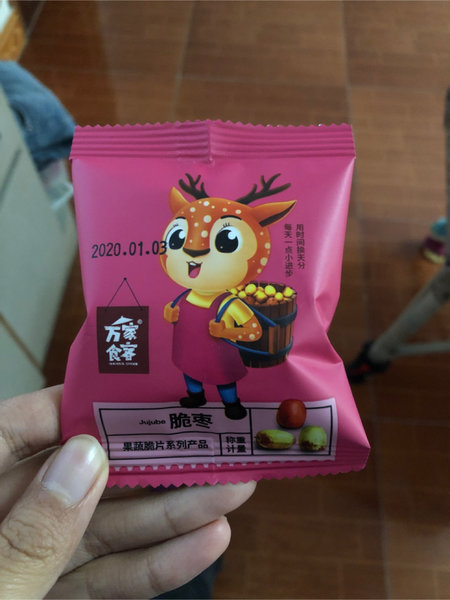 2020.01.03
用时间换天分
每天一点小进步
万家®
食客
Jujube 脆枣
果蔬脆片系列产品
称重
计量